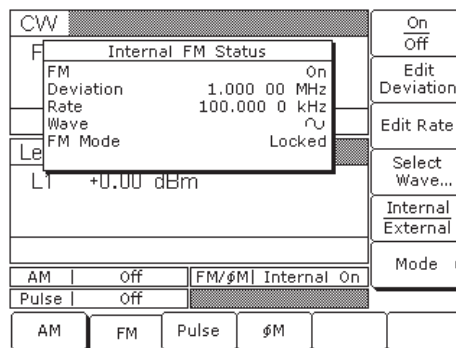 CW
F
Internal FM Status
FM On
Deviation 1.000 00 MHz
Rate 100.000 0 kHz
Wave
FM Mode Locked
Le
L1 +0.00 dBm
AM | Off
FM/ϕM| Internal On
Pulse | Off
On
Off
Edit
Deviation
Edit Rate
Select
Wave...
Internal
External
Mode
AM
FM
Pulse
ϕM